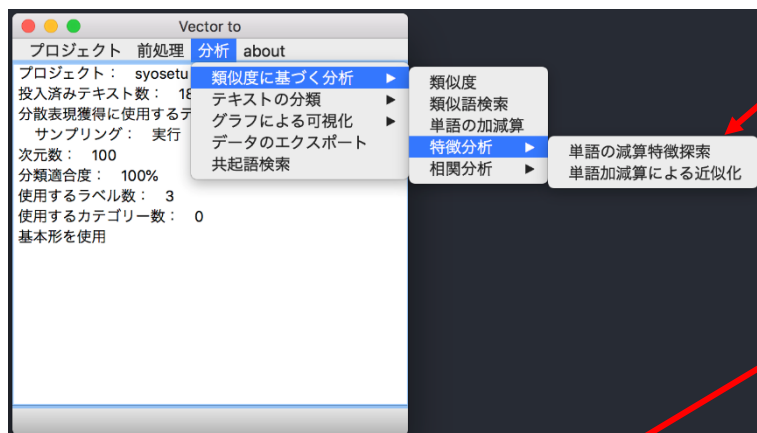 Vector to
プロジェクト 前処理 分析 about
プロジェクト： syosetu
投入済みテキスト数： 18
分散表現獲得に使用するテ
サンプリング： 実行
次元数： 100
分類適合度： 100%
使用するラベル数： 3
使用するカテゴリー数： 0
基本形を使用
類似度に基づく分析
テキストの分類
グラフによる可視化
データのエクスポート
共起語検索
類似度
類似語検索
単語の加減算
特徴分析
相関分析
単語の減算特徴探索
単語加減算による近似化